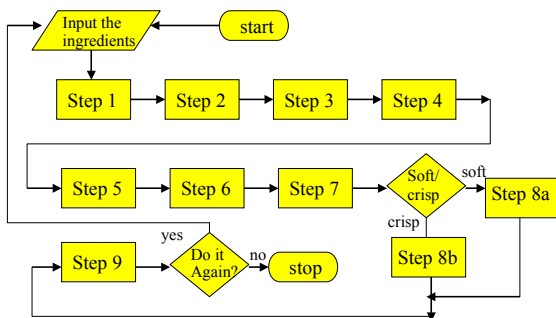 Input the
ingredients
start
Step 1
Step 2
Step 3
Step 4
Step 5
Step 6
Step 7
Soft/
crisp
soft
Step 8a
crisp
Step 8b
Step 9
yes
Do it
Again?
no
stop